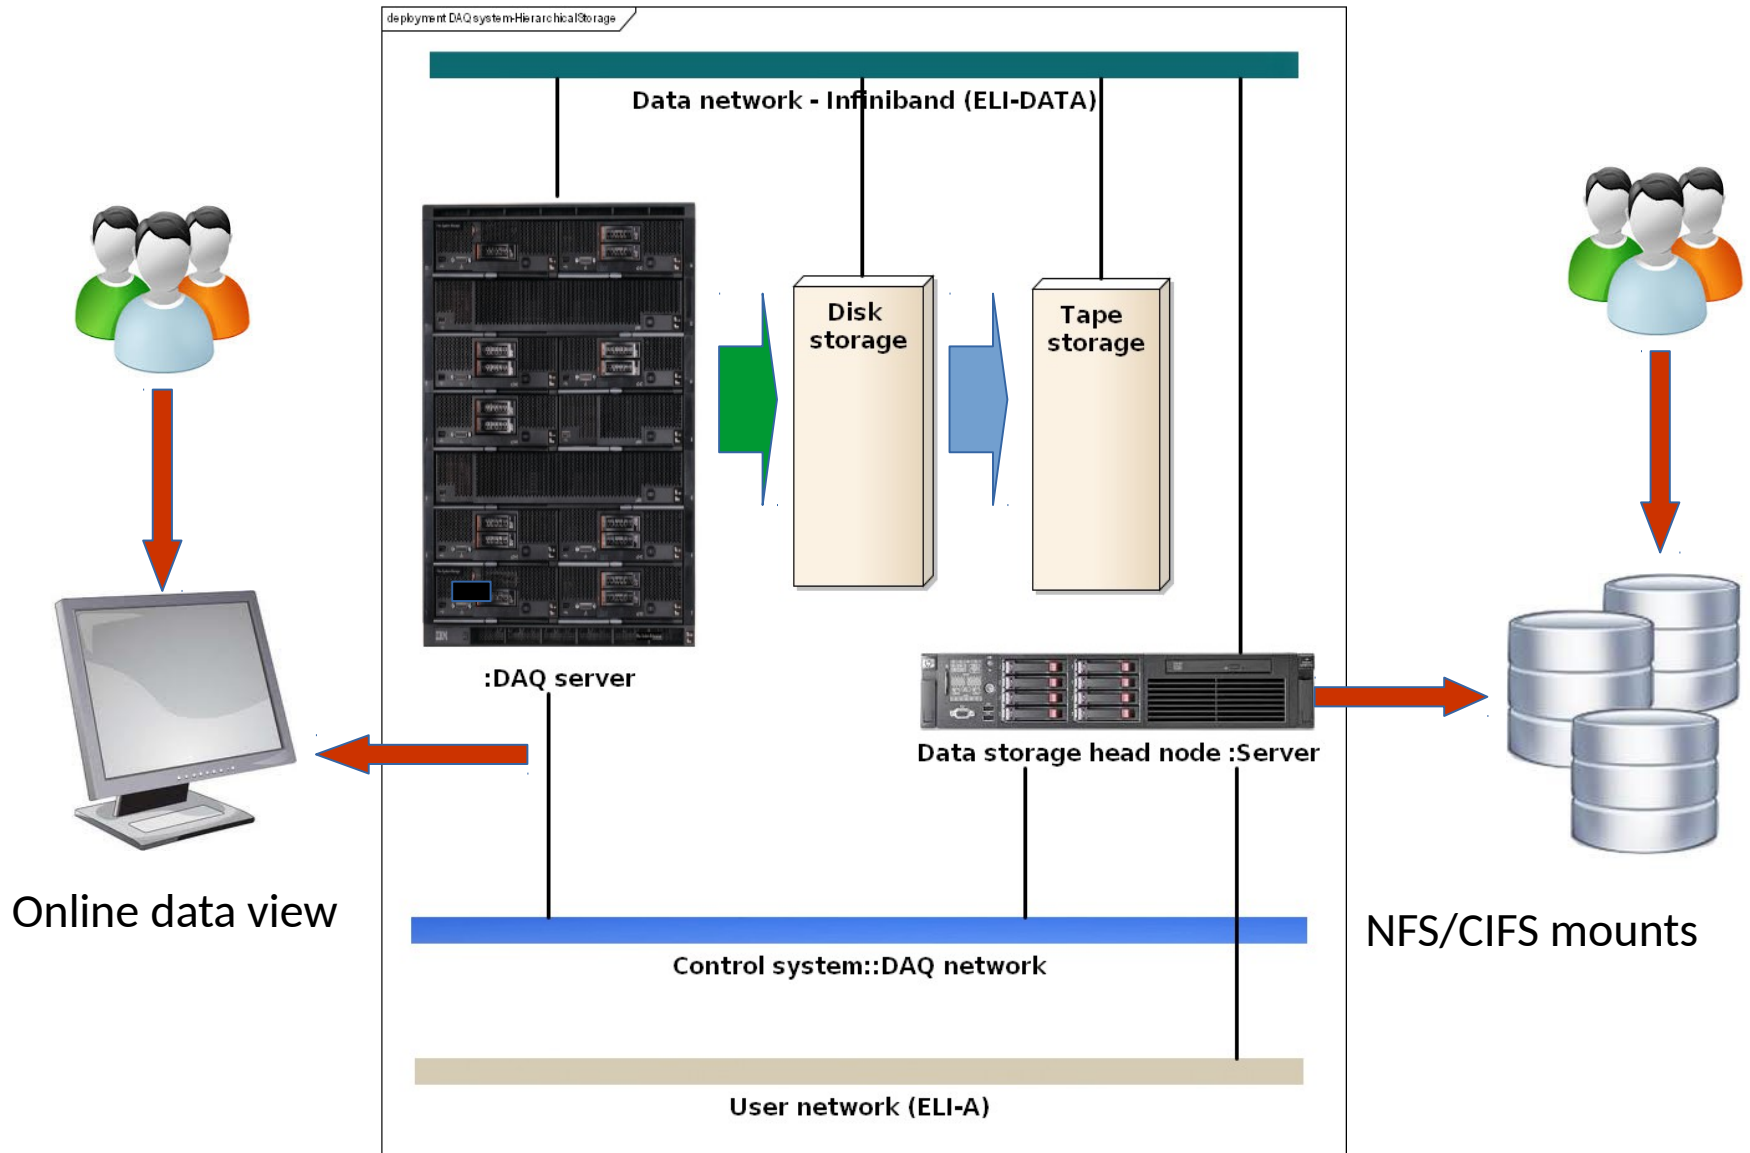 deployment DAQ system-HierarchicalStorage
Data network - Infiniband (ELI-DATA)
Disk
storage
Tape
storage
IBM
:DAQ server
Data storage head node :Server
Online data view
NFS/CIFS mounts
Control system::DAQ network
User network (ELI-A)